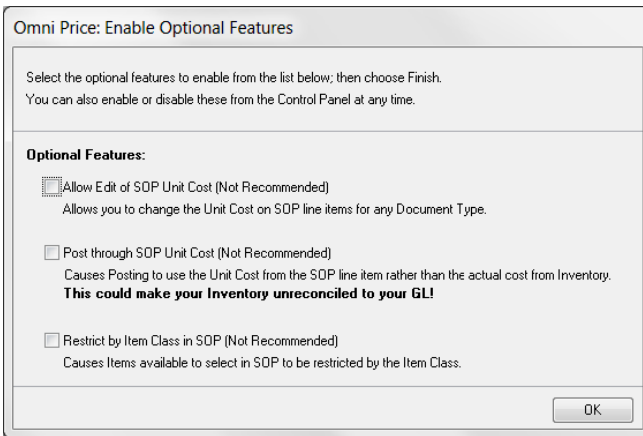 Omni Price: Enable Optional Features
Select the optional features to enable from the list below; then choose Finish.
You can also enable or disable these from the Control Panel at any time.
Optional Features:
Allow Edit of SOP Unit Cost (Not Recommended)
Allows you to change the Unit Cost on SOP line items for any Document Type.
Post through SOP Unit Cost (Not Recommended)
Causes Posting to use the Unit Cost from the SOP line item rather than the actual cost from Inventory.
This could make your Inventory unreconciled to your GL!
Restrict by Item Class in SOP (Not Recommended)
Causes Items available to select in SOP to be restricted by the Item Class.
OK